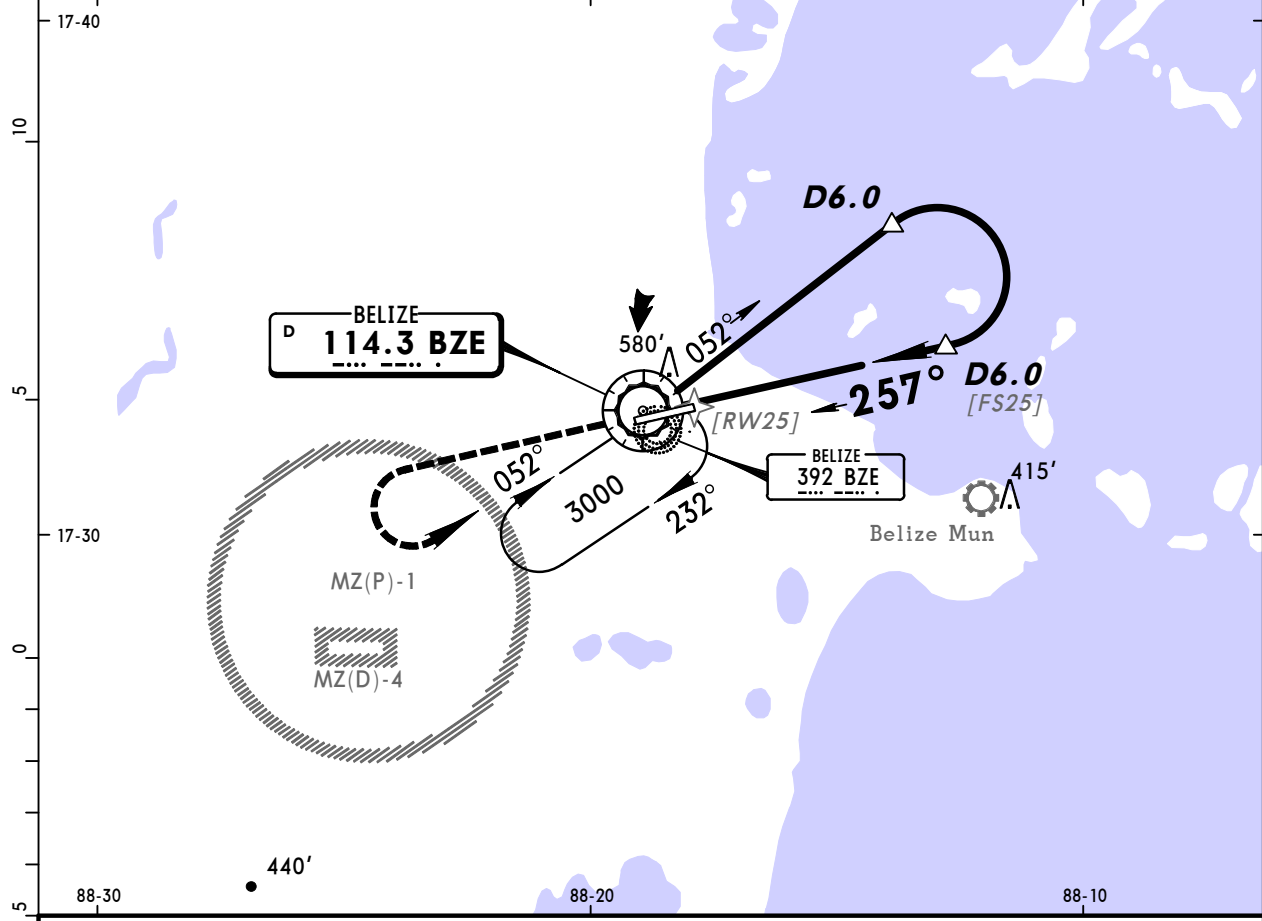 17-40
10
D6.0
BELIZE
D 114.3 BZE
580'
052°
5
257° D6.0
[FS25]
[RW25]
BELIZE
392 BZE
052°
3000
232°
415'
Belize Mun
17-30
MZ(P)-1
0
MZ(D)-4
440'
88-30
88-20
88-10
5